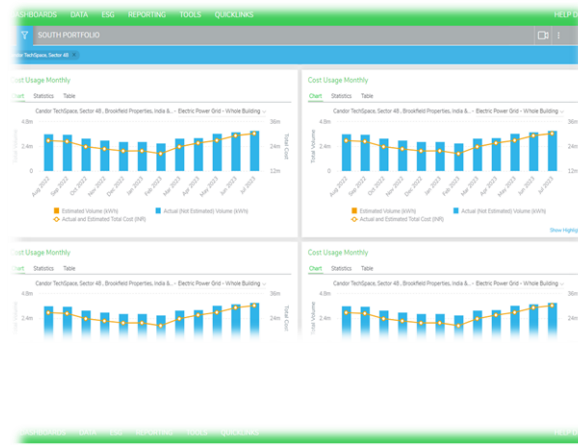 DASHBOARDS DATA ESG REPORTING TOOLS QUICKLINKS HELP
SOUTH PORTFOLIO
Candor TechSpace, Sector 48 ×
Cost Usage Monthly
Chart Statistics Table
Candor TechSpace, Sector 48 , Brookfield Properties, India &... - Electric Power Grid - Whole Building
4.8m 36m
2.4m 24m
0 12m
Total Volume
Total Cost
Aug 2022 Sep 2022 Oct 2022 Nov 2022 Dec 2022 Jan 2023 Feb 2023 Mar 2023 Apr 2023 May 2023 Jun 2023 Jul 2023
Estimated Volume (kWh) Actual (Not Estimated) Volume (kWh)
Actual and Estimated Total Cost (INR)
Cost Usage Monthly
Chart Statistics Table
Candor TechSpace, Sector 48 , Brookfield Properties, India &... - Electric Power Grid - Whole Building
4.8m 36m
2.4m 24m
0 12m
Total Volume
Aug 2022 Sep 2022 Oct 2022 Nov 2022 Dec 2022 Jan 2023 Feb 2023 Mar 2023 Apr 2023 May 2023 Jun 2023 Jul 2023
Estimated Volume (kWh) Actual (Not Estimated) Volume (kWh)
Actual and Estimated Total Cost (INR)
Show Highlig
Cost Usage Monthly
Chart Statistics Table
Candor TechSpace, Sector 48 , Brookfield Properties, India &... - Electric Power Grid - Whole Building
4.8m 36m
2.4m 24m
Total Cost
Cost Usage Monthly
Chart Statistics Table
Candor TechSpace, Sector 48 , Brookfield Properties, India &... - Electric Power Grid - Whole Building
4.8m 36m
2.4m 24m
Total Volume
DASHBOARDS DATA ESG REPORTING TOOLS QUICKLINKS HELP